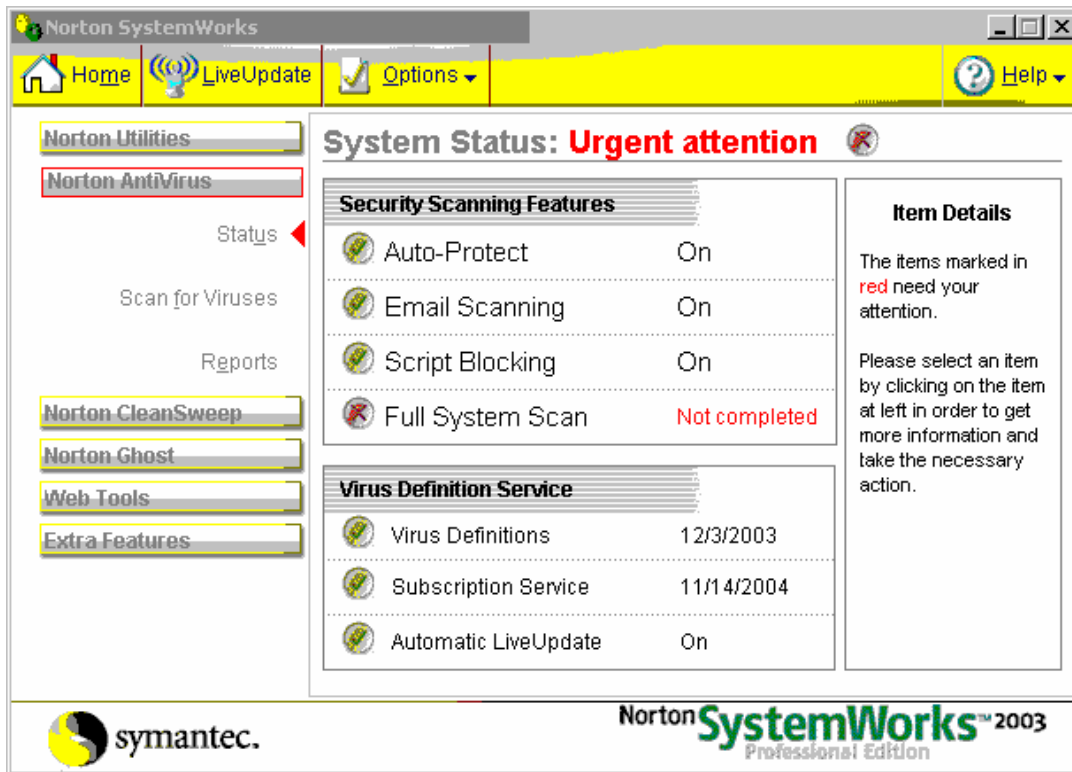 Norton SystemWorks
Home
LiveUpdate
Options
Help
Norton Utilities
Norton AntiVirus
Status
Scan for Viruses
Reports
Norton CleanSweep
Norton Ghost
Web Tools
Extra Features
System Status: Urgent attention
Security Scanning Features
Auto-Protect On
Email Scanning On
Script Blocking On
Full System Scan Not completed
Virus Definition Service
Virus Definitions 12/3/2003
Subscription Service 11/14/2004
Automatic LiveUpdate On
Item Details
The items marked in
red need your
attention.
Please select an item
by clicking on the item
at left in order to get
more information and
take the necessary
action.
symantec.
Norton SystemWorks™ 2003
Professional Edition